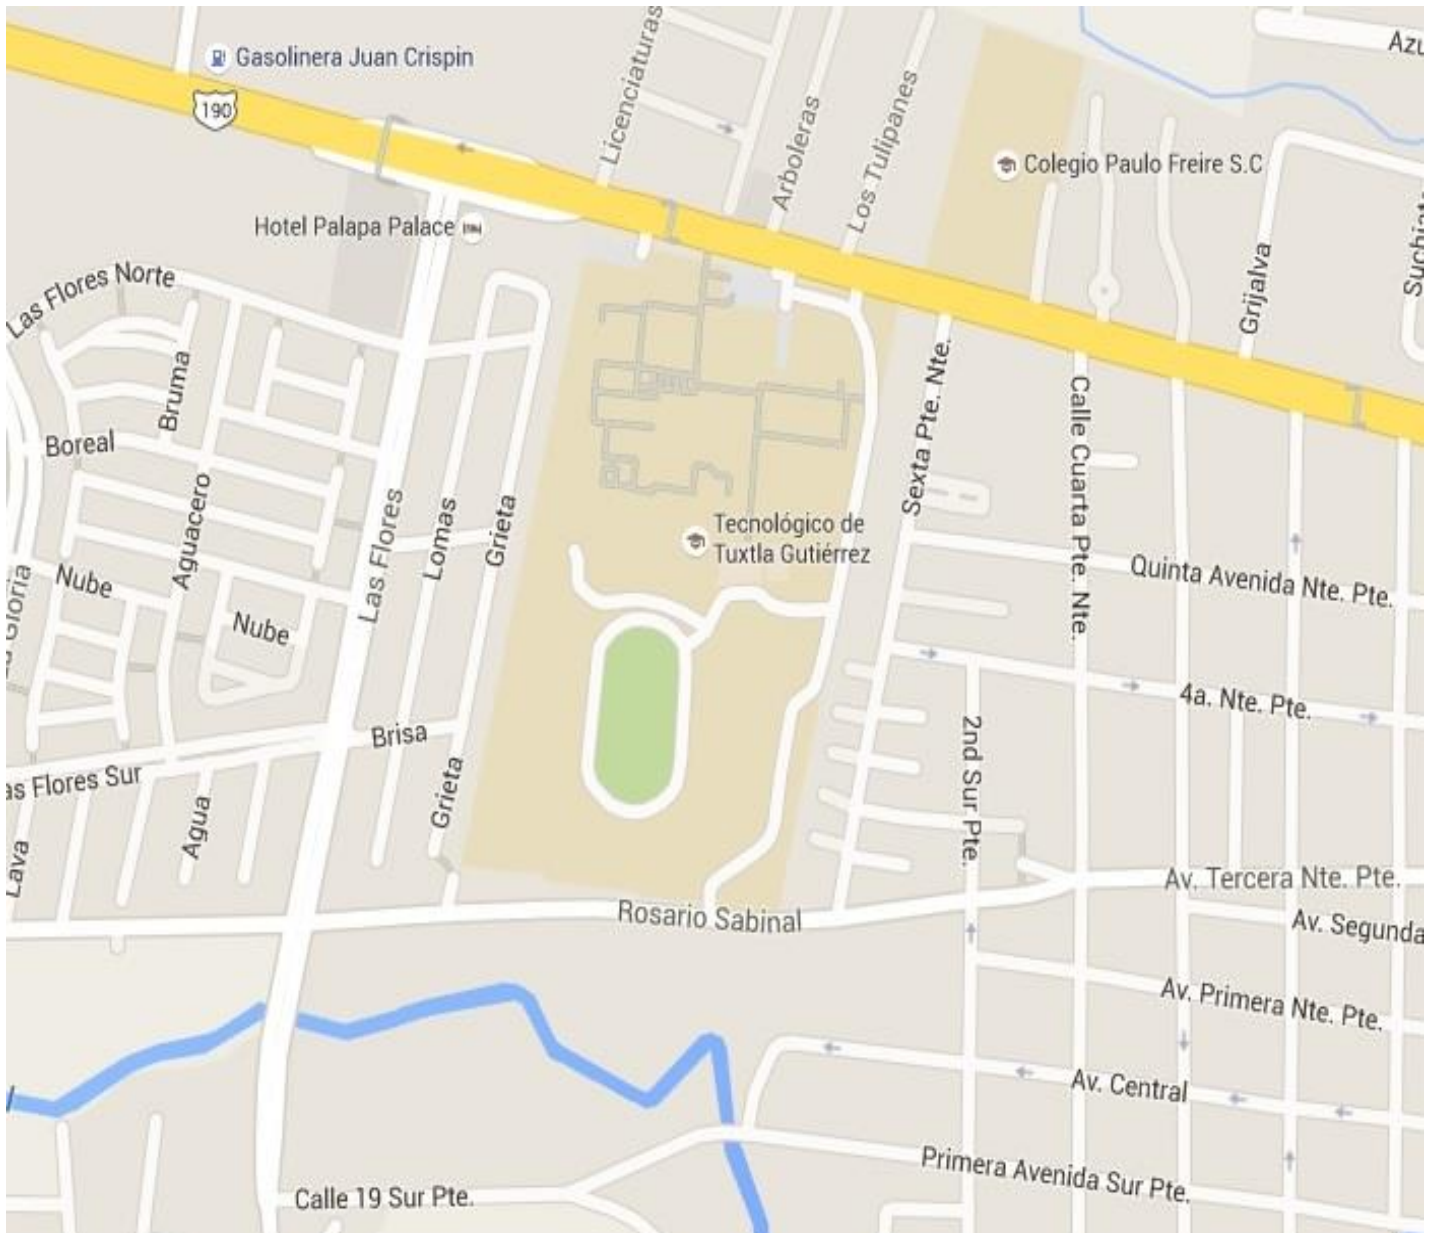 Gasolinera Juan Crispin
190
Licenciaturas
Arboleras
Los Tulipanes
Colegio Paulo Freire S.C
Grijalva
Hotel Palapa Palace
Las Flores Norte
Bruma
Boreal
Aguacero
Las Flores
Lomas
Grieta
Sexta Pte. Nte.
Calle Cuarta Pte. Nte.
Tecnológico de
Tuxtla Gutiérrez
Quinta Avenida Nte. Pte.
Nube
Nube
4a. Nte. Pte.
Brisa
2nd Sur Pte.
as Flores Sur
Agua
Grieta
Lava
Av. Tercera Nte. Pte.
Rosario Sabinal
Av. Segunda
Av. Primera Nte. Pte.
Av. Central
Primera Avenida Sur Pte.
Calle 19 Sur Pte.